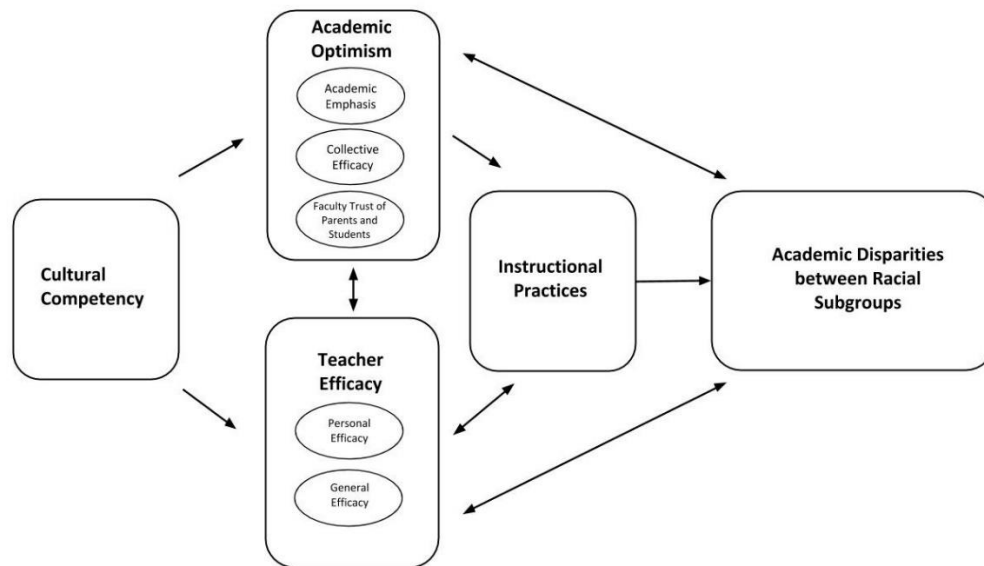 Academic
Optimism
Academic
Emphasis
Collective
Efficacy
Faculty Trust of
Parents and
Students
Cultural
Competency
Teacher
Efficacy
Personal
Efficacy
General
Efficacy
Instructional
Practices
Academic Disparities
between Racial
Subgroups